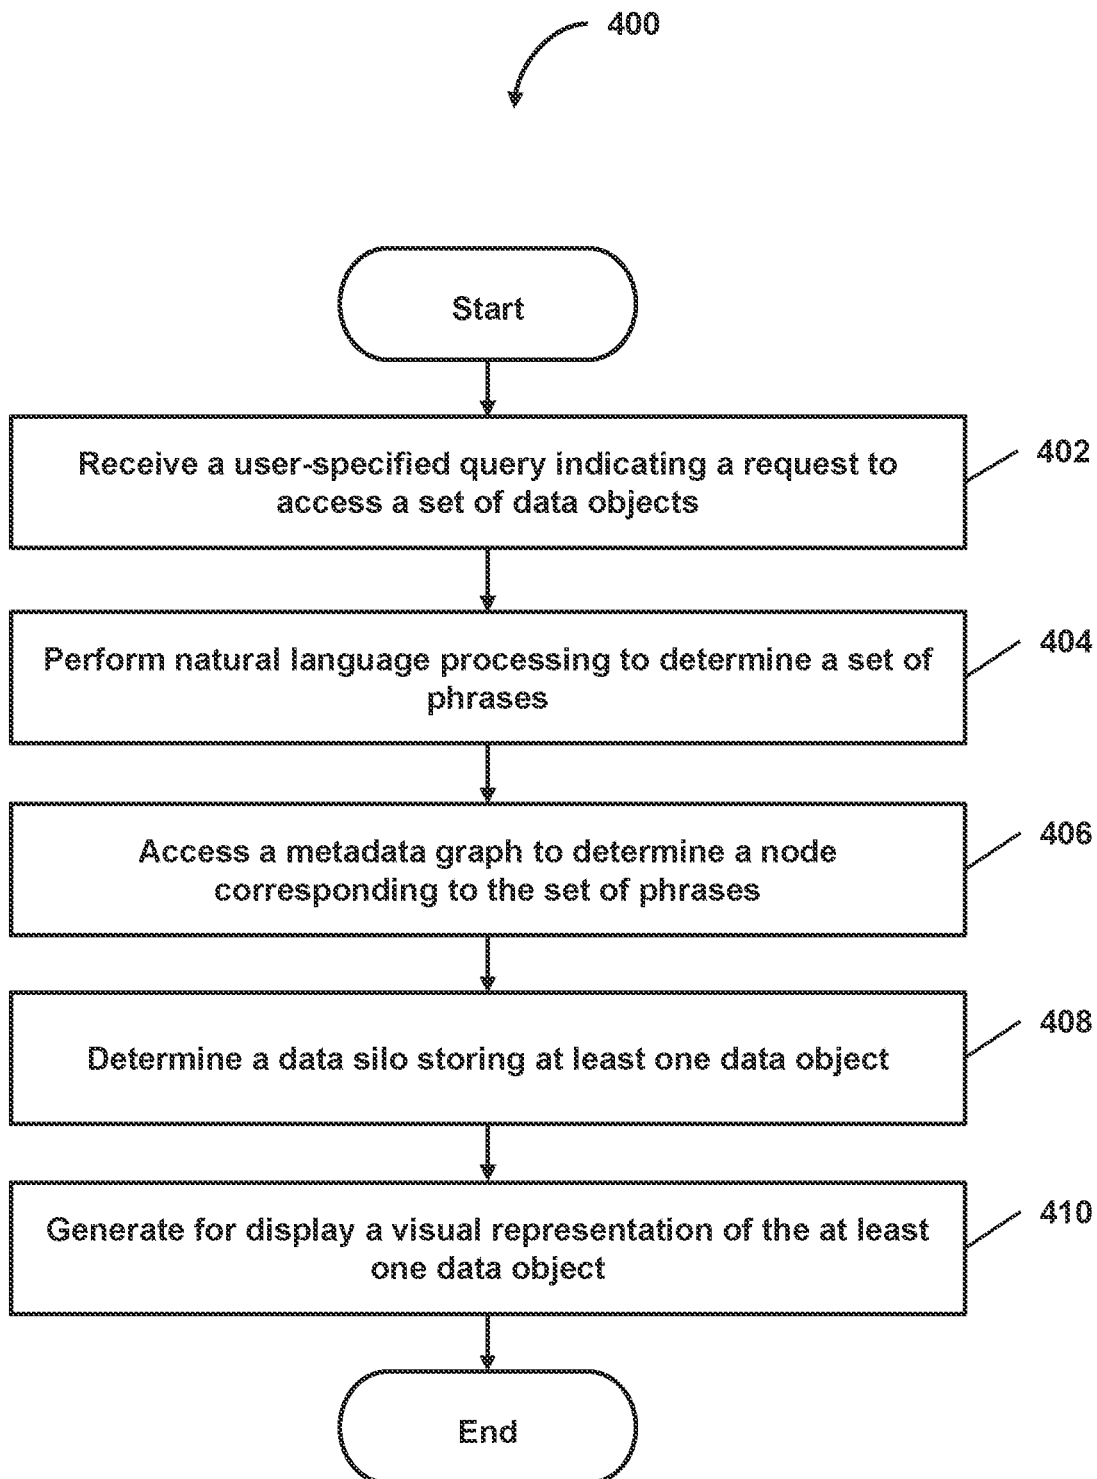 400
Start
Receive a user-specified query indicating a request to
access a set of data objects
402
Perform natural language processing to determine a set of
phrases
404
Access a metadata graph to determine a node
corresponding to the set of phrases
406
Determine a data silo storing at least one data object
408
Generate for display a visual representation of the at least
one data object
410
End